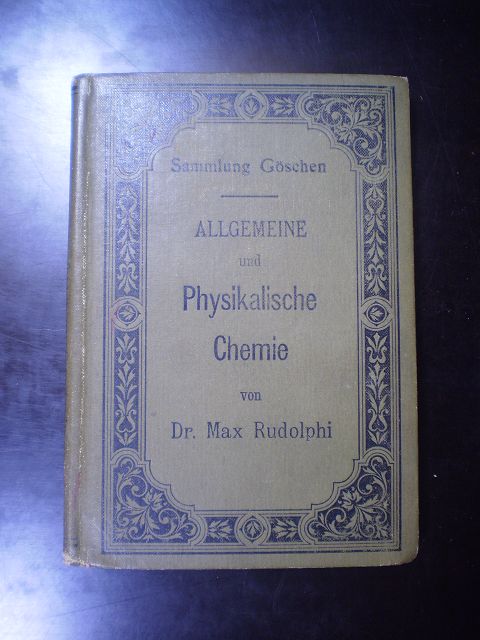 Sammlung Göschen
ALLGEMEINE
und
Physikalische
Chemie
von
Dr. Max Rudolphi